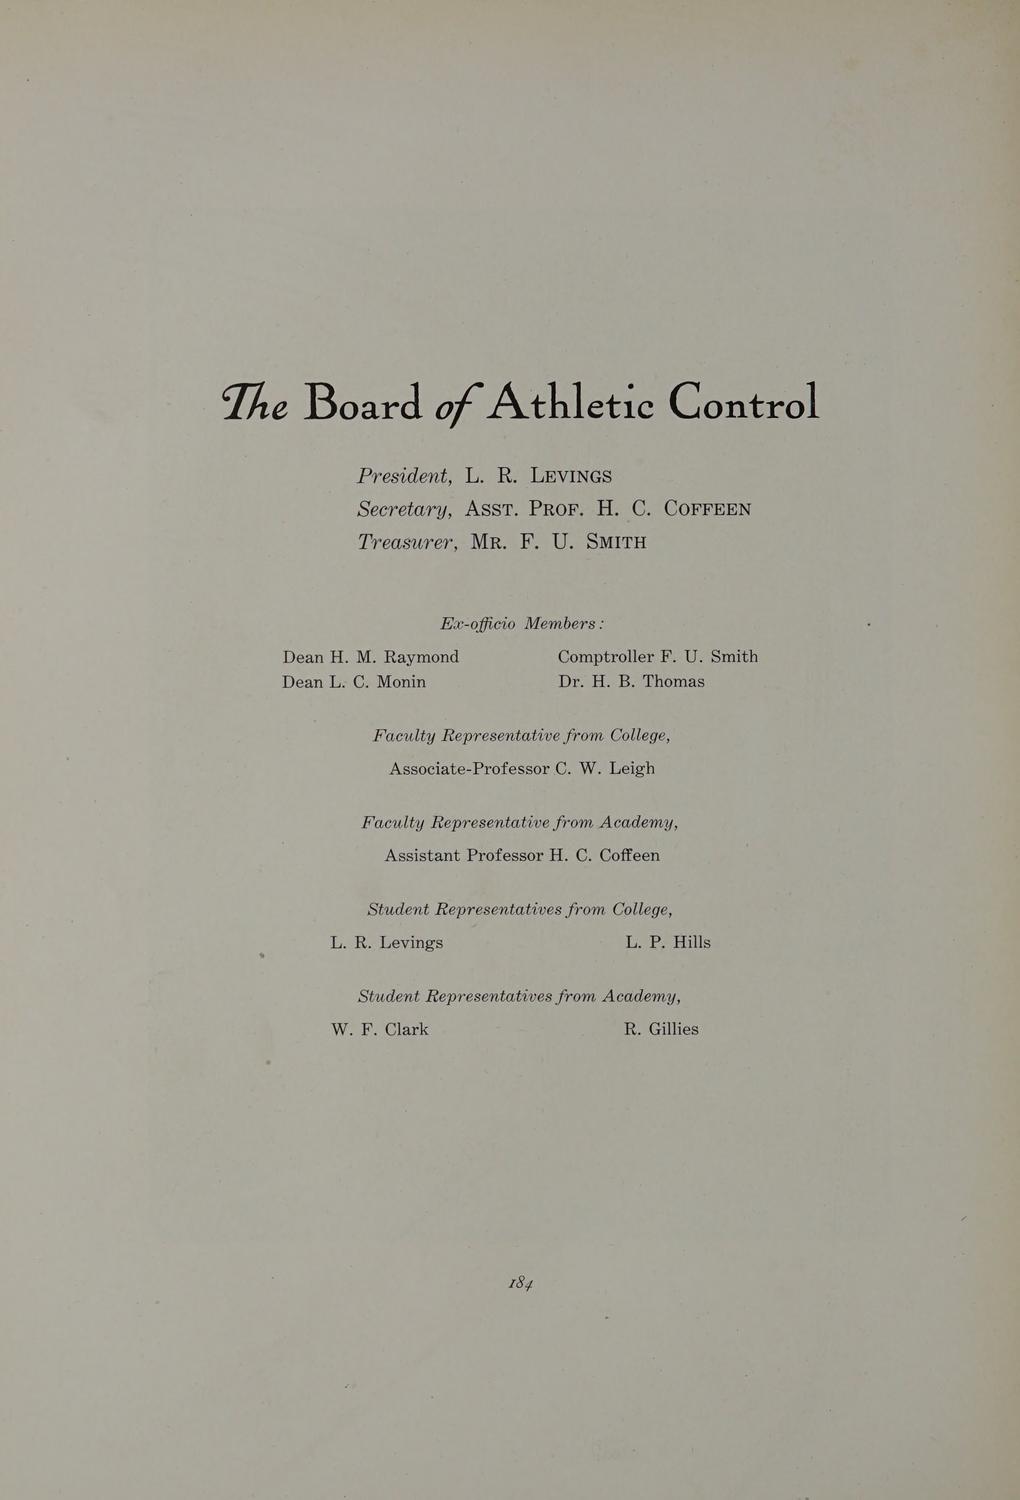 The Board of Athletic Control
President, L. R. LEVINGS
Secretary, ASST. PROF. H. C. COFFEEN
Treasurer, MR. F. U. SMITH
Ex-officio Members:
Dean H. M. Raymond Comptroller F. U. Smith
Dean L. C. Monin Dr. H. B. Thomas
Faculty Representative from College,
Associate-Professor C. W. Leigh
Faculty Representative from Academy,
Assistant Professor H. C. Coffeen
Student Representatives from College,
L. R. Levings L. P. Hills
Student Representatives from Academy,
W. F. Clark R. Gillies
184